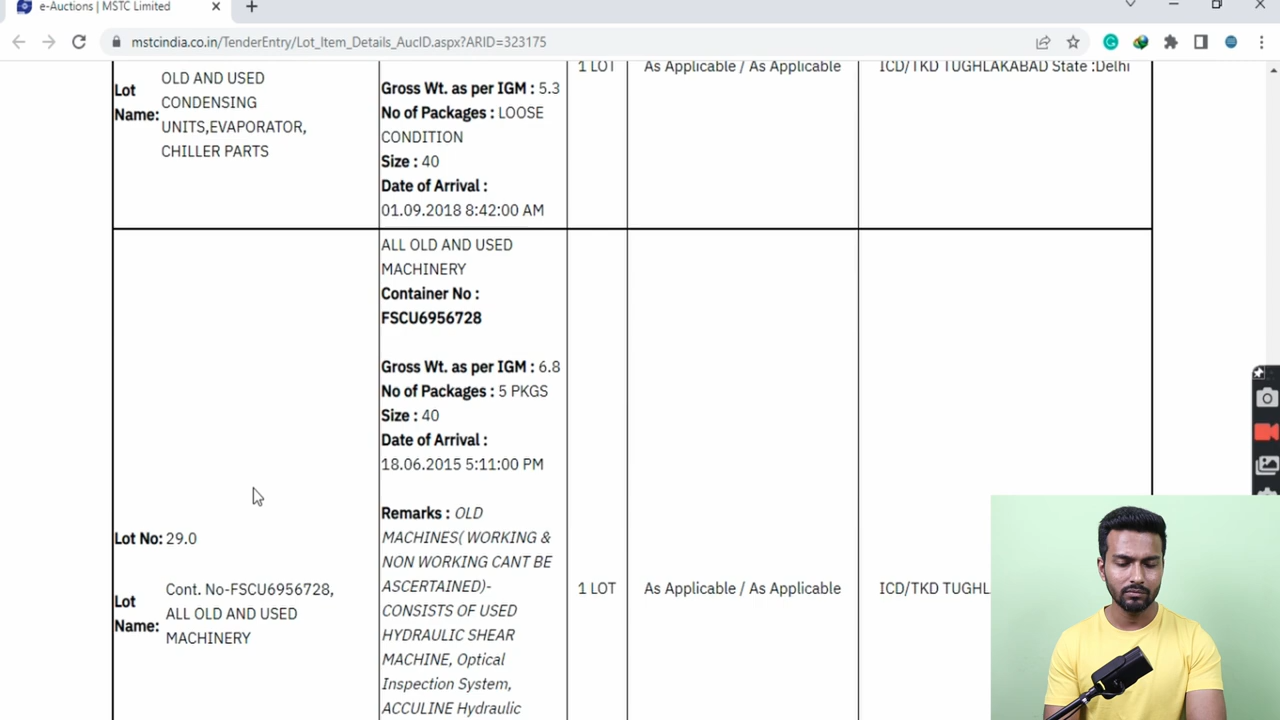 e-Auctions | MSTC Limited
mstcindia.co.in/TenderEntry/Lot_Item_Details_AucID.aspx?ARID=323175
Lot Name: OLD AND USED
CONDENSING
UNITS,EVAPORATOR,
CHILLER PARTS
Gross Wt. as per IGM : 5.3
No of Packages : LOOSE
CONDITION
Size : 40
Date of Arrival :
01.09.2018 8:42:00 AM
1 LOT
As Applicable / As Applicable
ICD/TKD TUGHLAKABAD State :Delhi
Lot No: 29.0
Lot Name: Cont. No-FSCU6956728,
ALL OLD AND USED
MACHINERY
ALL OLD AND USED
MACHINERY
Container No :
FSCU6956728
Gross Wt. as per IGM : 6.8
No of Packages : 5 PKGS
Size : 40
Date of Arrival :
18.06.2015 5:11:00 PM
Remarks : OLD
MACHINES( WORKING &
NON WORKING CANT BE
ASCERTAINED)-
CONSISTS OF USED
HYDRAULIC SHEAR
MACHINE, Optical
Inspection System,
ACCULINE Hydraulic
1 LOT
As Applicable / As Applicable
ICD/TKD TUGHL